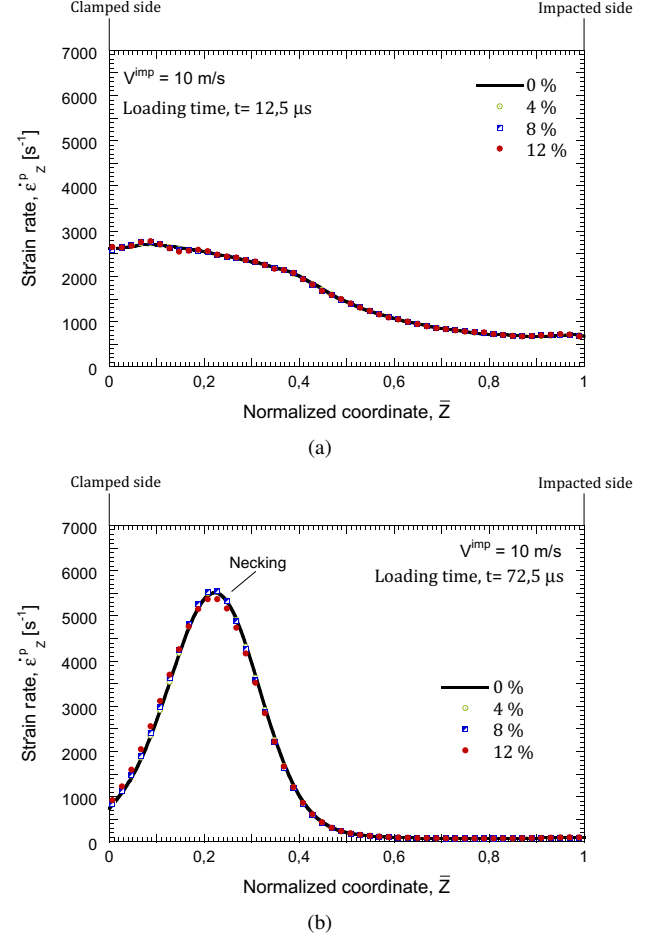 Clamped side Impacted side
7000
V^imp = 10 m/s
0 %
6000
Loading time, t= 12,5 μs
4 %
8 %
5000
12 %
4000
3000
2000
1000
0
Strain rate, ε̇^p_Z [s^-1]
0 0,2 0,4 0,6 0,8 1
Normalized coordinate, Z̄
(a)
Clamped side Impacted side
7000
V^imp = 10 m/s
Necking
Loading time, t= 72,5 μs
6000
5000
4000
0 %
4 %
3000
8 %
12 %
2000
1000
0
Strain rate, ε̇^p_Z [s^-1]
0 0,2 0,4 0,6 0,8 1
Normalized coordinate, Z̄
(b)